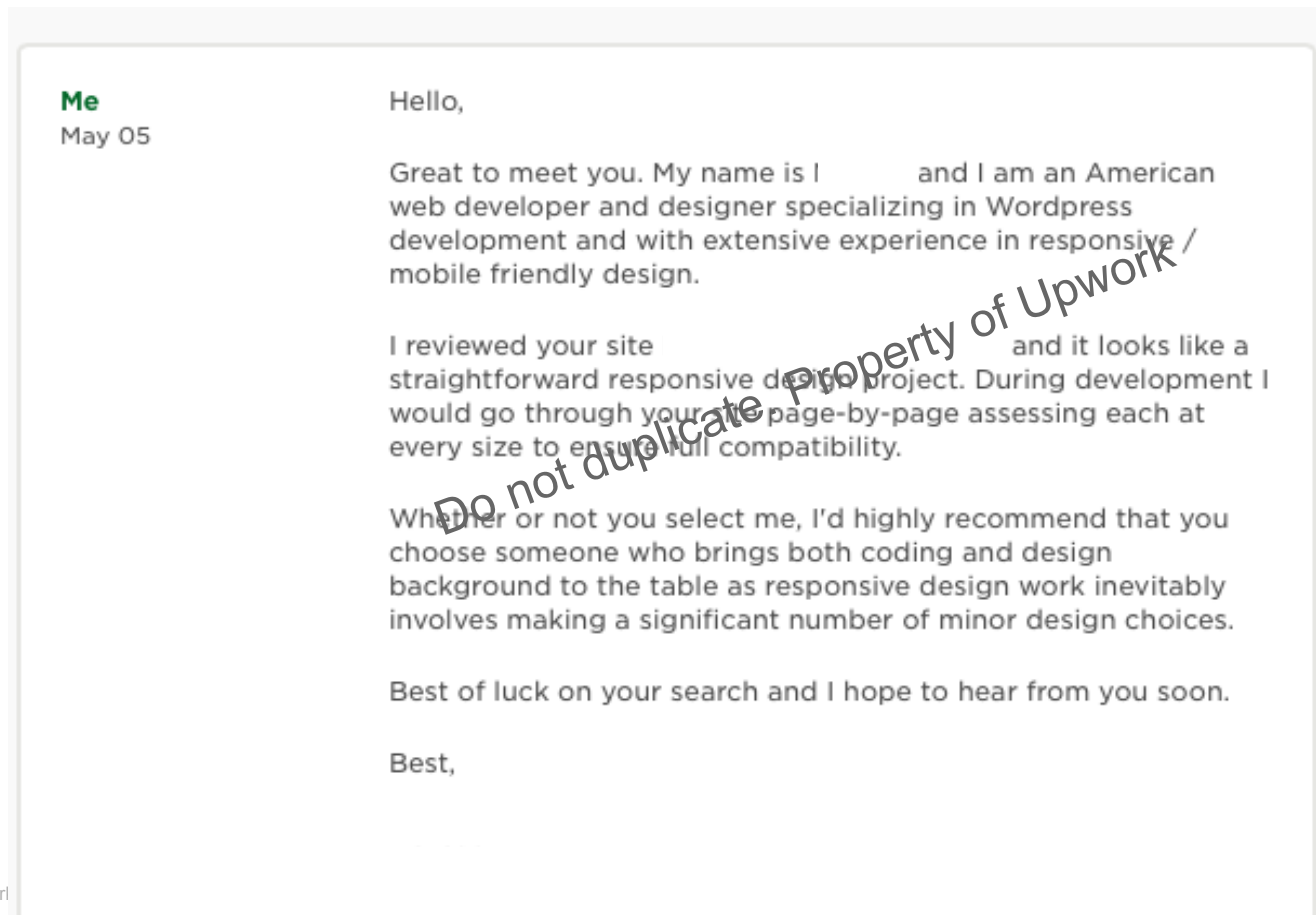 Me
May 05
Hello,
Great to meet you. My name is and I am an American
web developer and designer specializing in Wordpress
development and with extensive experience in responsive /
mobile friendly design.
I reviewed your site and it looks like a
straightforward responsive design project. During development I
would go through your site page-by-page assessing each at
every size to ensure full compatibility.
Whether or not you select me, I'd highly recommend that you
choose someone who brings both coding and design
background to the table as responsive design work inevitably
involves making a significant number of minor design choices.
Best of luck on your search and I hope to hear from you soon.
Best,
Do not duplicate. Property of Upwork